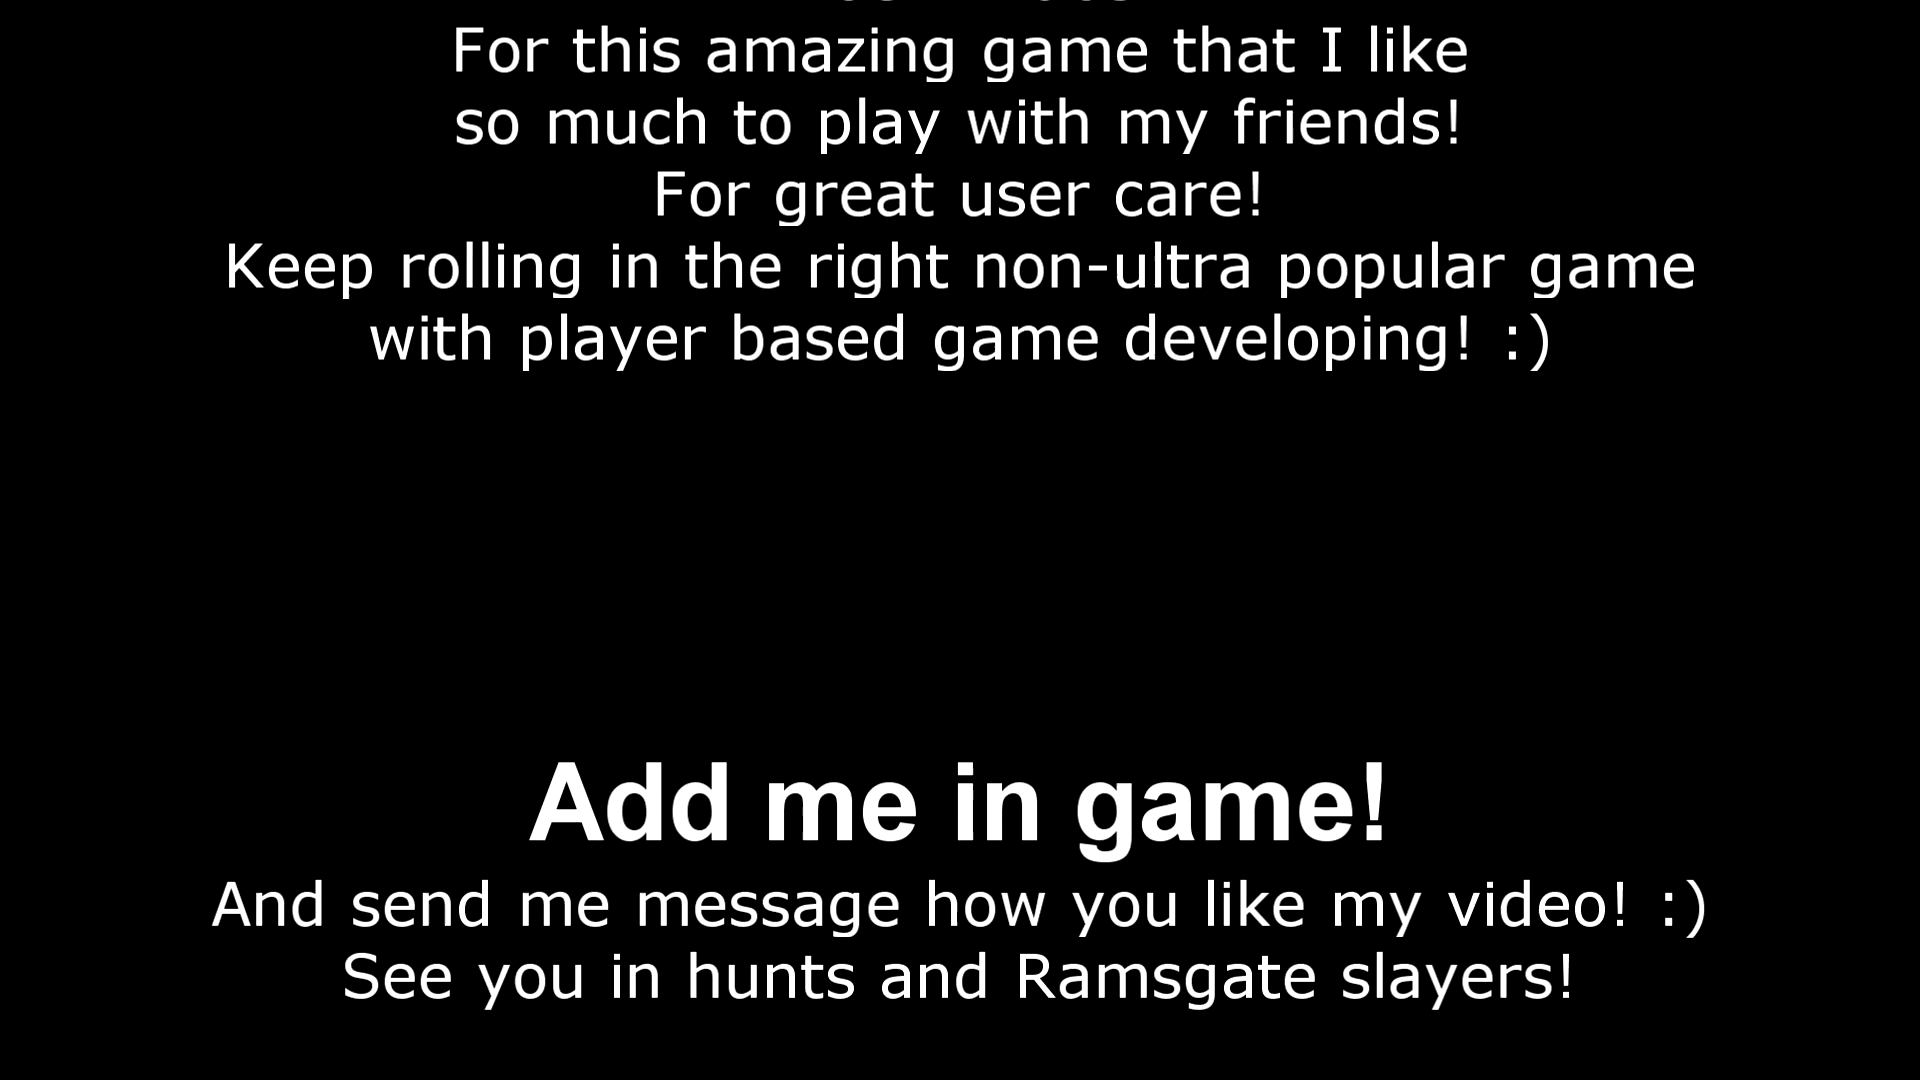 For this amazing game that I like
so much to play with my friends!
For great user care!
Keep rolling in the right non-ultra popular game
with player based game developing! :)
Add me in game!
And send me message how you like my video! :)
See you in hunts and Ramsgate slayers!